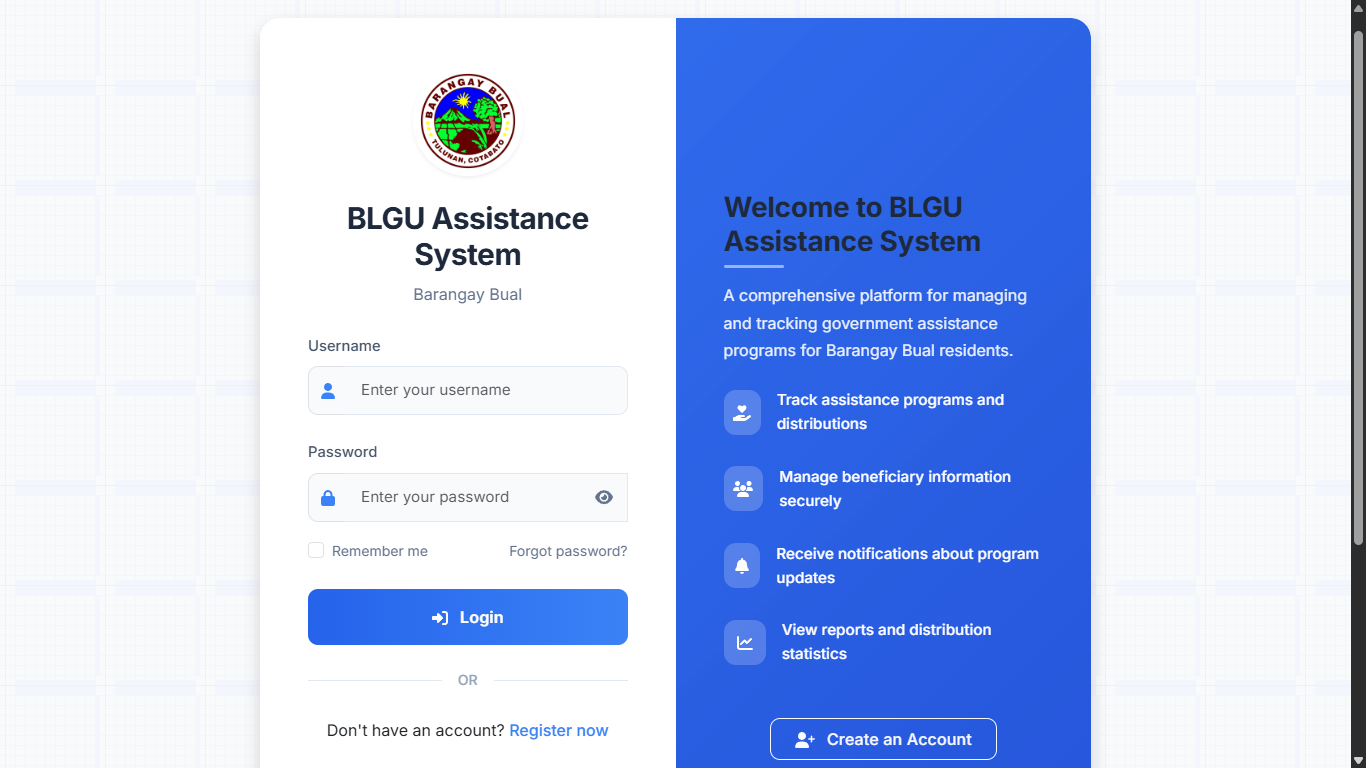 BARANGAY BUAL
TULUNAN, COTABATO
BLGU Assistance
System
Barangay Bual
Username
Enter your username
Password
Enter your password
Remember me
Forgot password?
Login
OR
Don't have an account? Register now
Welcome to BLGU
Assistance System
A comprehensive platform for managing
and tracking government assistance
programs for Barangay Bual residents.
Track assistance programs and
distributions
Manage beneficiary information
securely
Receive notifications about program
updates
View reports and distribution
statistics
Create an Account